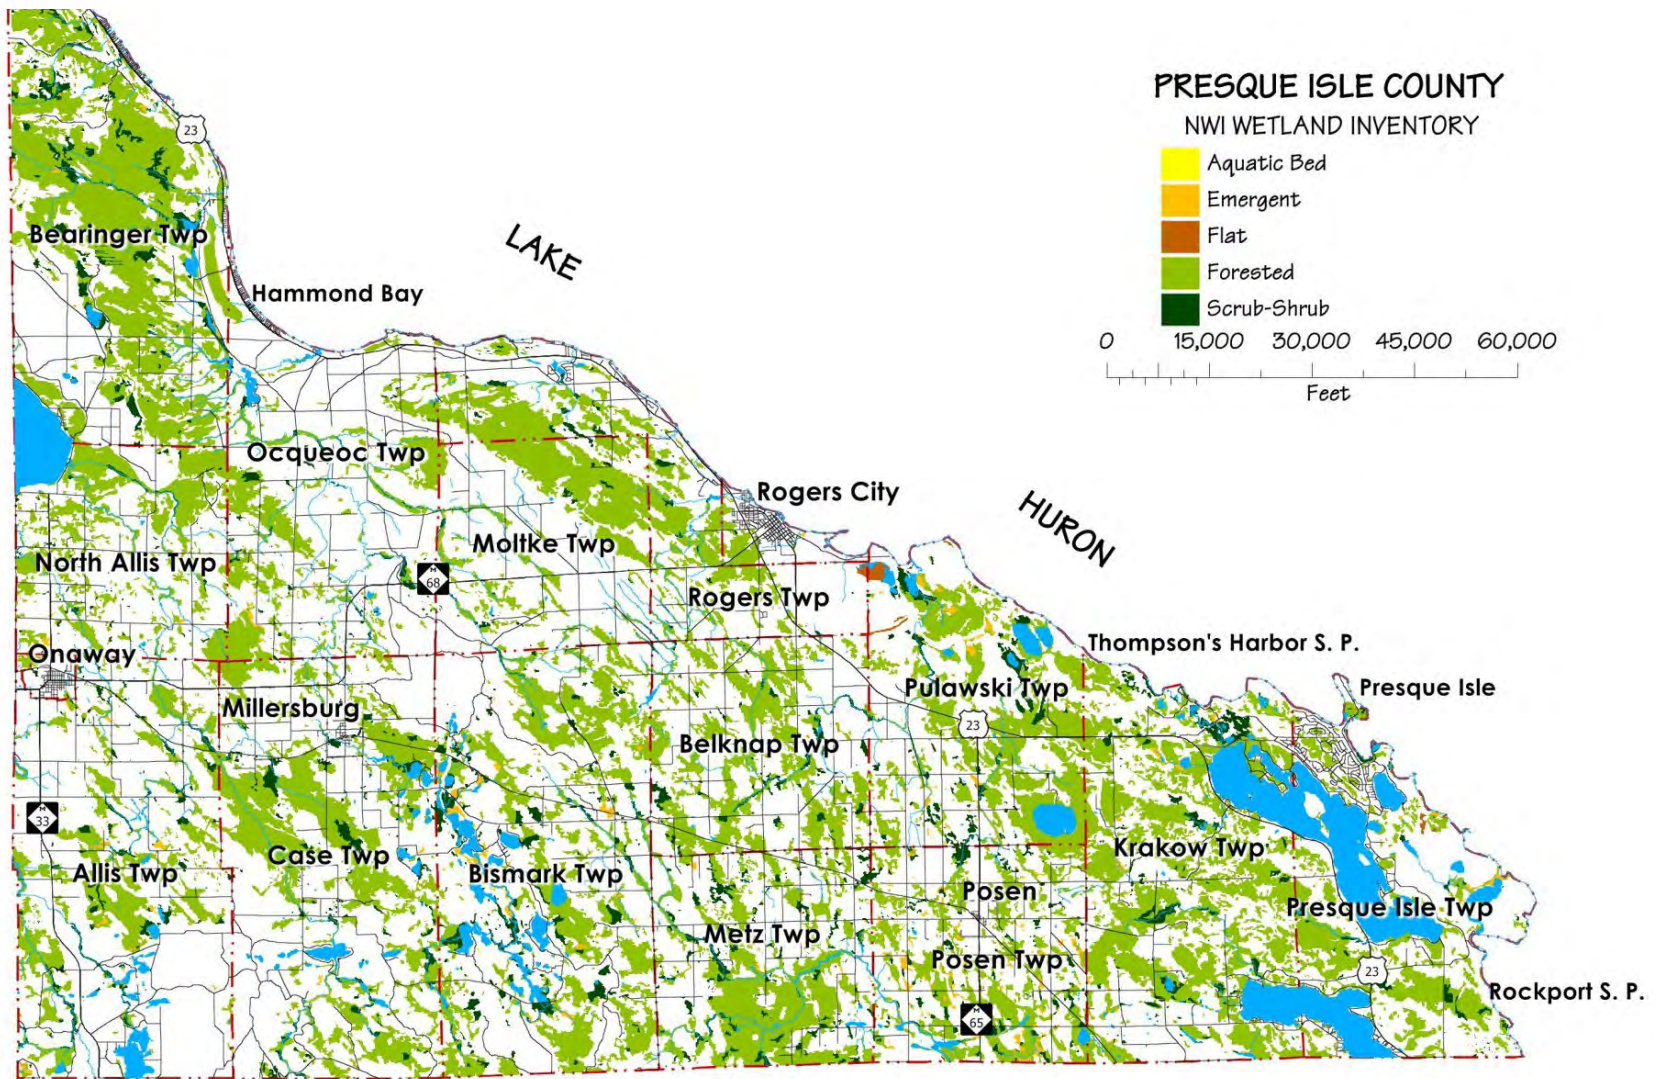 PRESQUE ISLE COUNTY
NWI WETLAND INVENTORY
Aquatic Bed
Emergent
Flat
Forested
Scrub-Shrub
0 15,000 30,000 45,000 60,000
Feet
23
Bearinger Twp
LAKE
Hammond Bay
Ocqueoc Twp
Rogers City
HURON
Moltke Twp
North Allis Twp
M
68
Rogers Twp
Thompson's Harbor S. P.
Onaway
Pulawski Twp
Presque Isle
Millersburg
23
Belknap Twp
M
33
Case Twp
Krakow Twp
Allis Twp
Bismark Twp
Posen
Presque Isle Twp
Metz Twp
Posen Twp
23
Rockport S. P.
M
65